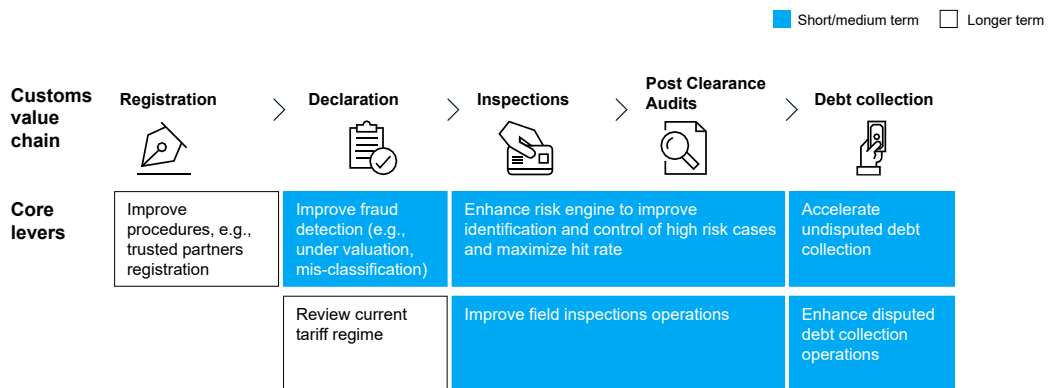 Short/medium term
Longer term
Customs
value
chain
Registration
Declaration
Inspections
Post Clearance
Audits
Debt collection
Core
levers
Improve
procedures, e.g.,
trusted partners
registration
Improve fraud
detection (e.g.,
under valuation,
mis-classification)
Enhance risk engine to improve
identification and control of high risk cases
and maximize hit rate
Accelerate
undisputed debt
collection
Review current
tariff regime
Improve field inspections operations
Enhance disputed
debt collection
operations